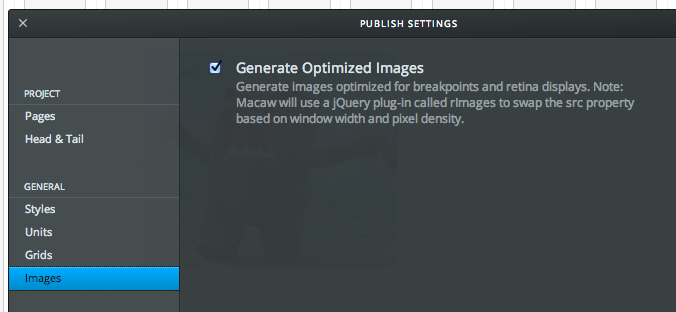 PUBLISH SETTINGS
PROJECT
Pages
Head & Tail
GENERAL
Styles
Units
Grids
Images
Generate Optimized Images
Generate images optimized for breakpoints and retina displays. Note:
Macaw will use a jQuery plug-in called rImages to swap the src property
based on window width and pixel density.